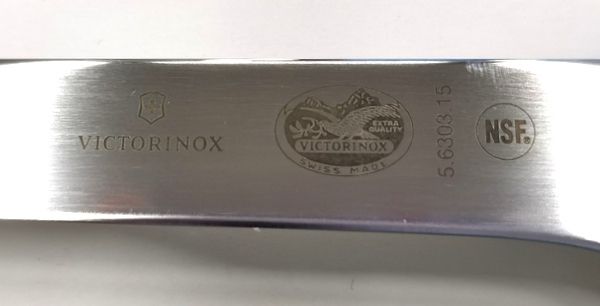 VICTORINOX
EXTRA
QUALITY
VICTORINOX
SWISS MADE
5.6303.15
NSF®